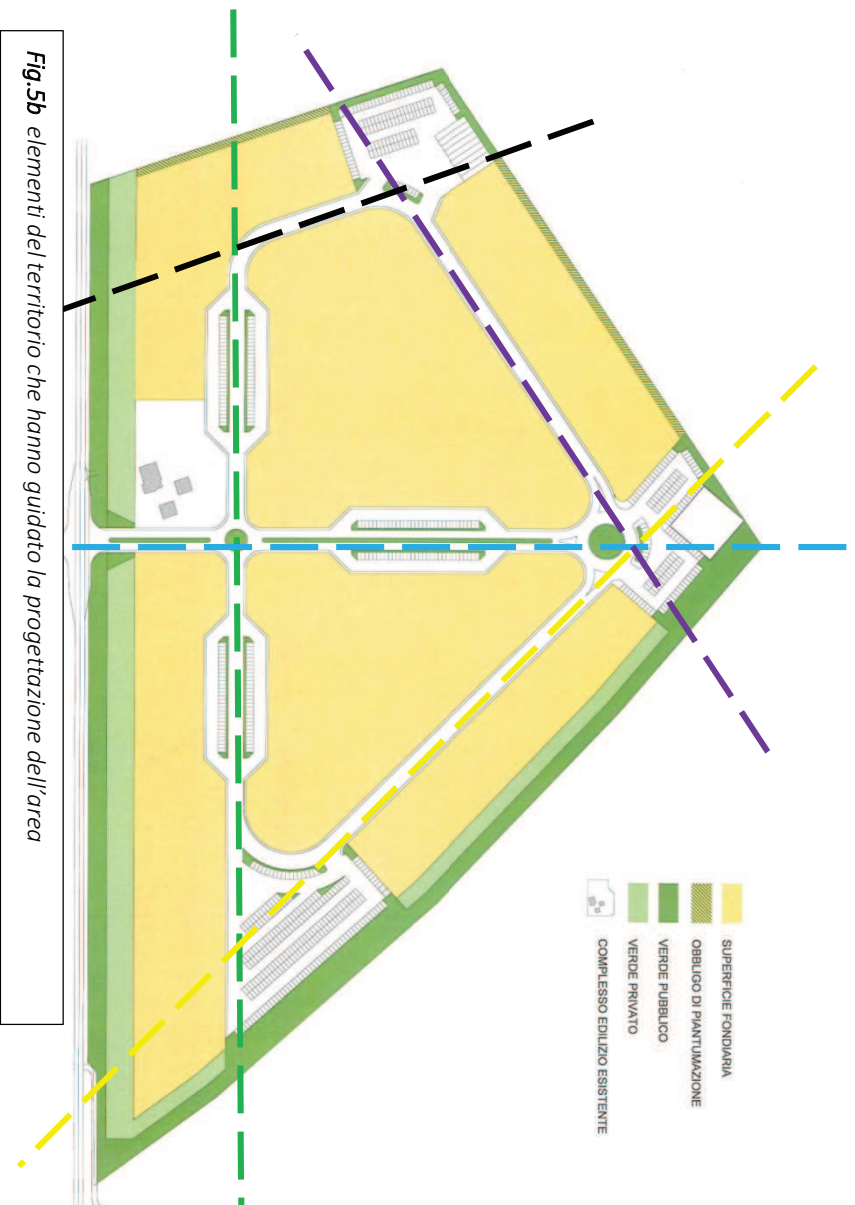 SUPERFICIE FONDIARIA
OBBLIGO DI PIANTUMAZIONE
VERDE PUBBLICO
VERDE PRIVATO
COMPLESSO EDILIZIO ESISTENTE
Fig.5b elementi del territorio che hanno guidato la progettazione dell'area